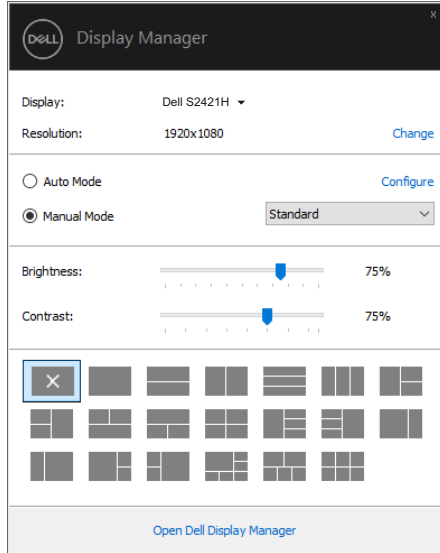 x
DELL Display Manager
Display: Dell S2421H
Resolution: 1920x1080 Change
Auto Mode Configure
Manual Mode Standard
Brightness: 75%
Contrast: 75%
Open Dell Display Manager